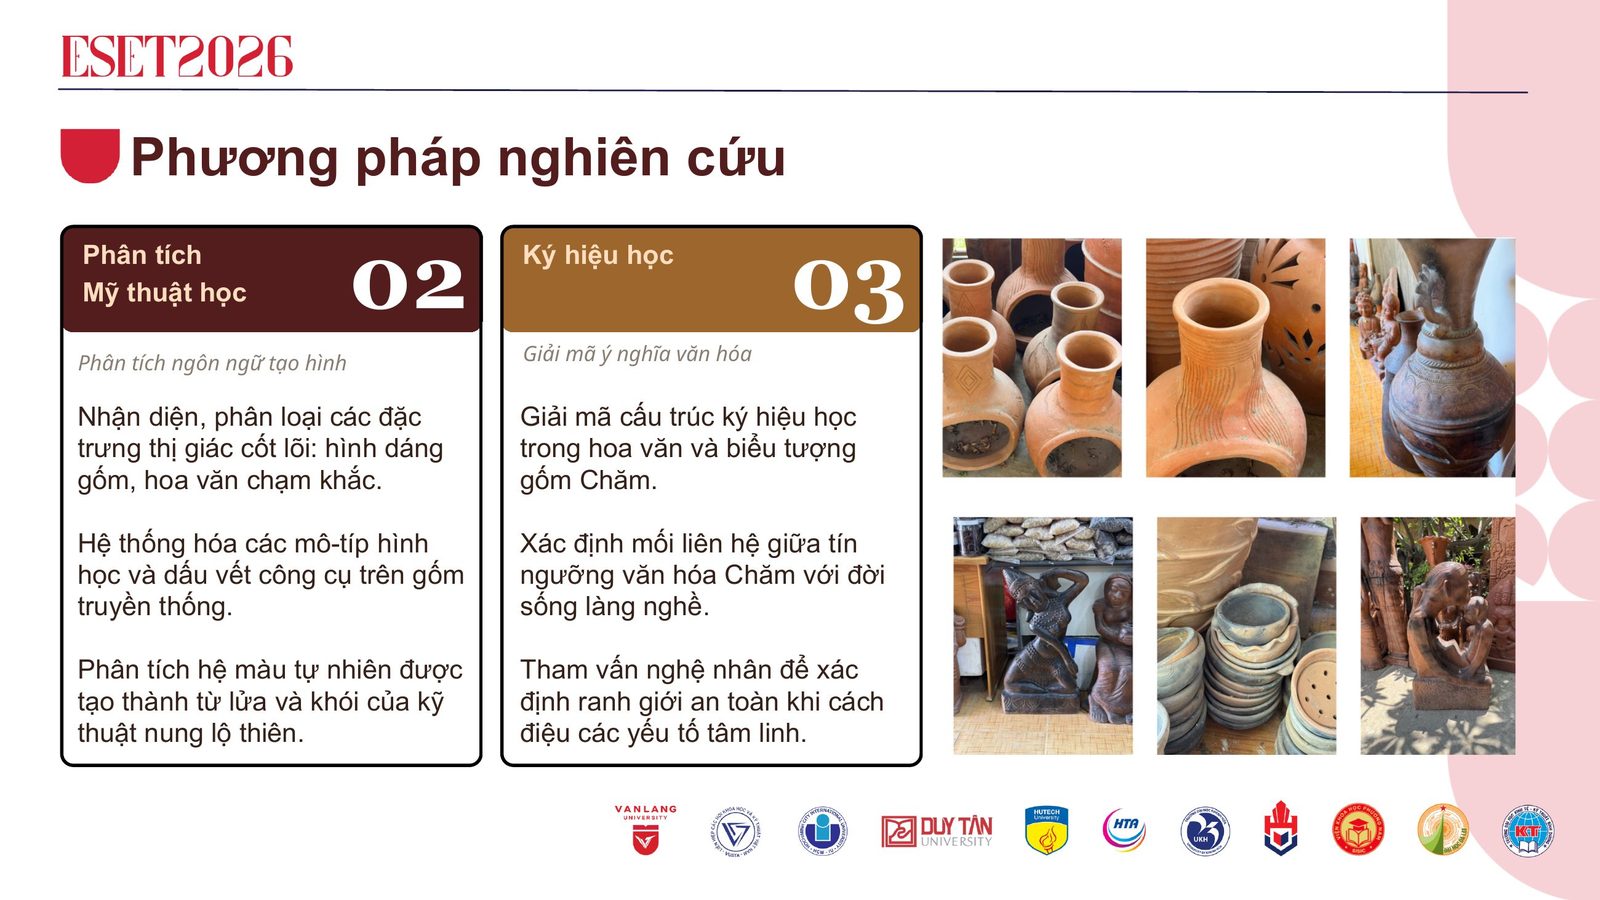 ESET2026
Phương pháp nghiên cứu
Phân tích
Mỹ thuật học
02
Phân tích ngôn ngữ tạo hình
Nhận diện, phân loại các đặc
trưng thị giác cốt lõi: hình dáng
gốm, hoa văn chạm khắc.
Hệ thống hóa các mô-típ hình
học và dấu vết công cụ trên gốm
truyền thống.
Phân tích hệ màu tự nhiên được
tạo thành từ lửa và khói của kỹ
thuật nung lộ thiên.
Ký hiệu học
03
Giải mã ý nghĩa văn hóa
Giải mã cấu trúc ký hiệu học
trong hoa văn và biểu tượng
gốm Chăm.
Xác định mối liên hệ giữa tín
ngưỡng văn hóa Chăm với đời
sống làng nghề.
Tham vấn nghệ nhân để xác
định ranh giới an toàn khi cách
điệu các yếu tố tâm linh.
VANLANG
UNIVERSITY
DUY TÂN
UNIVERSITY
HUTECH
University
HTA
UKH